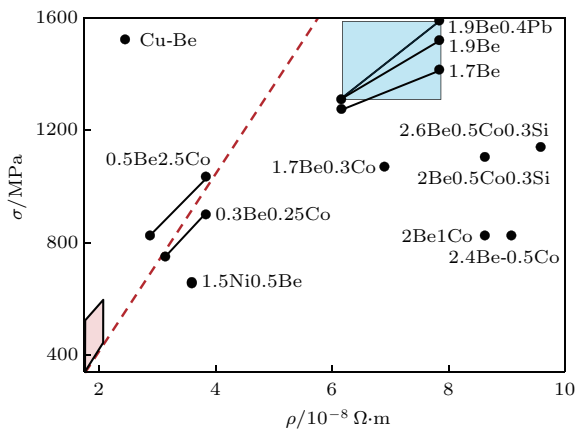 1600
1200
800
400
σ/MPa
Cu-Be
1.9Be0.4Pb
1.9Be
1.7Be
2.6Be0.5Co0.3Si
0.5Be2.5Co
1.7Be0.3Co
2Be0.5Co0.3Si
0.3Be0.25Co
2Be1Co
2.4Be-0.5Co
1.5Ni0.5Be
2 4 6 8 10
ρ/10⁻⁸ Ω·m